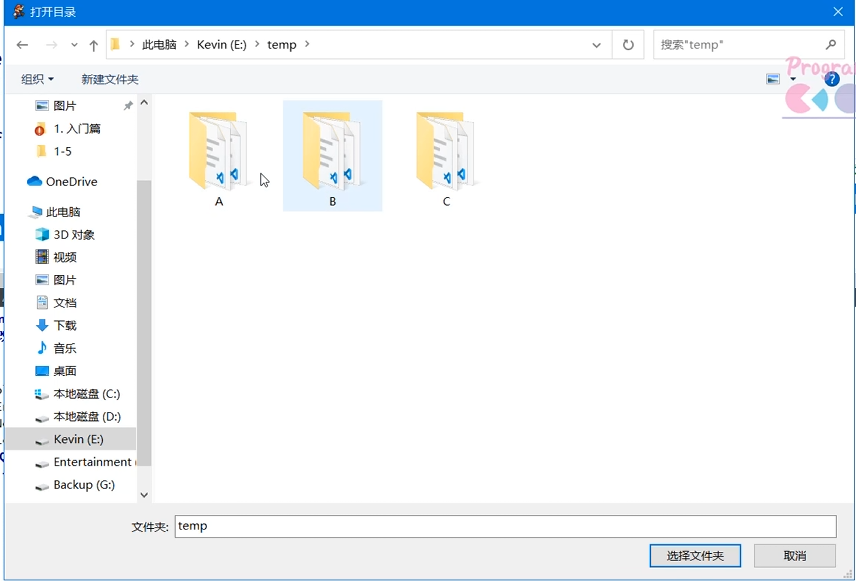 打开目录
此电脑 Kevin (E:) temp
搜索"temp"
组织 新建文件夹
Program
图片
1. 入门篇
1-5
OneDrive
此电脑
3D 对象
视频
图片
文档
下载
音乐
桌面
本地磁盘 (C:)
本地磁盘 (D:)
Kevin (E:)
Entertainment
Backup (G:)
A
B
C
文件夹: temp
选择文件夹 取消